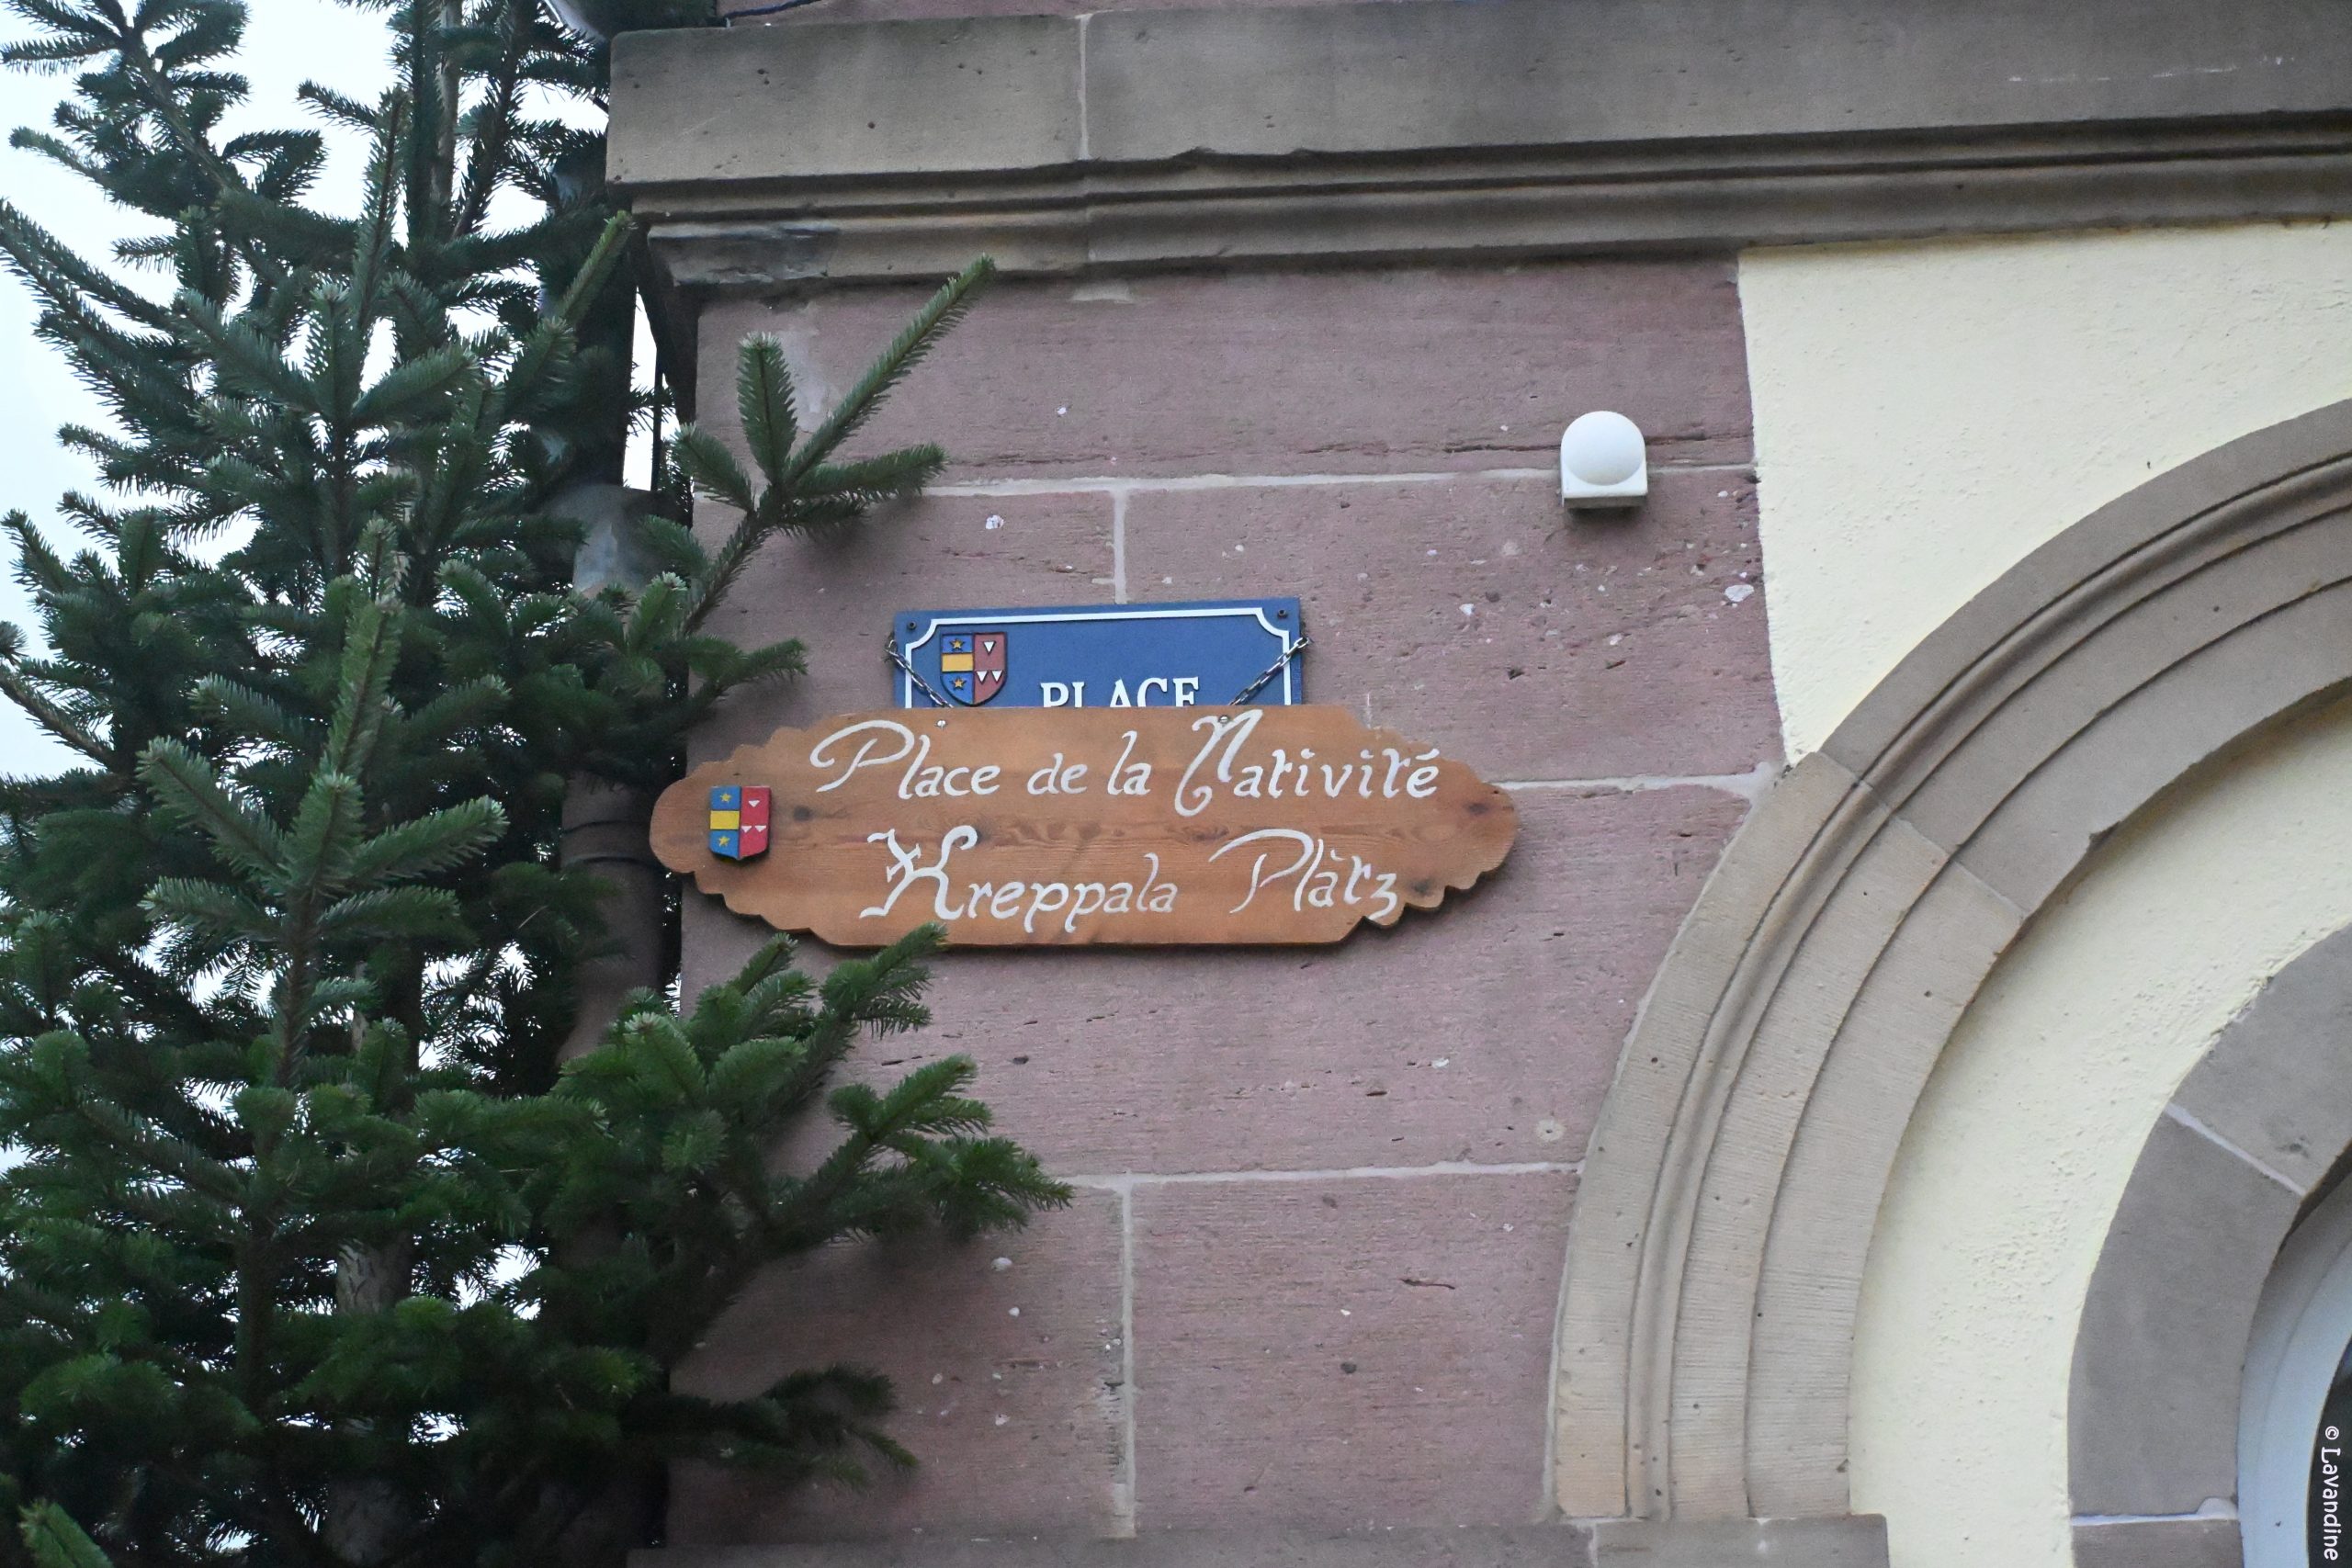 PLACE
Place de la Nativité
Kreppala Plàtz
© Lavandine